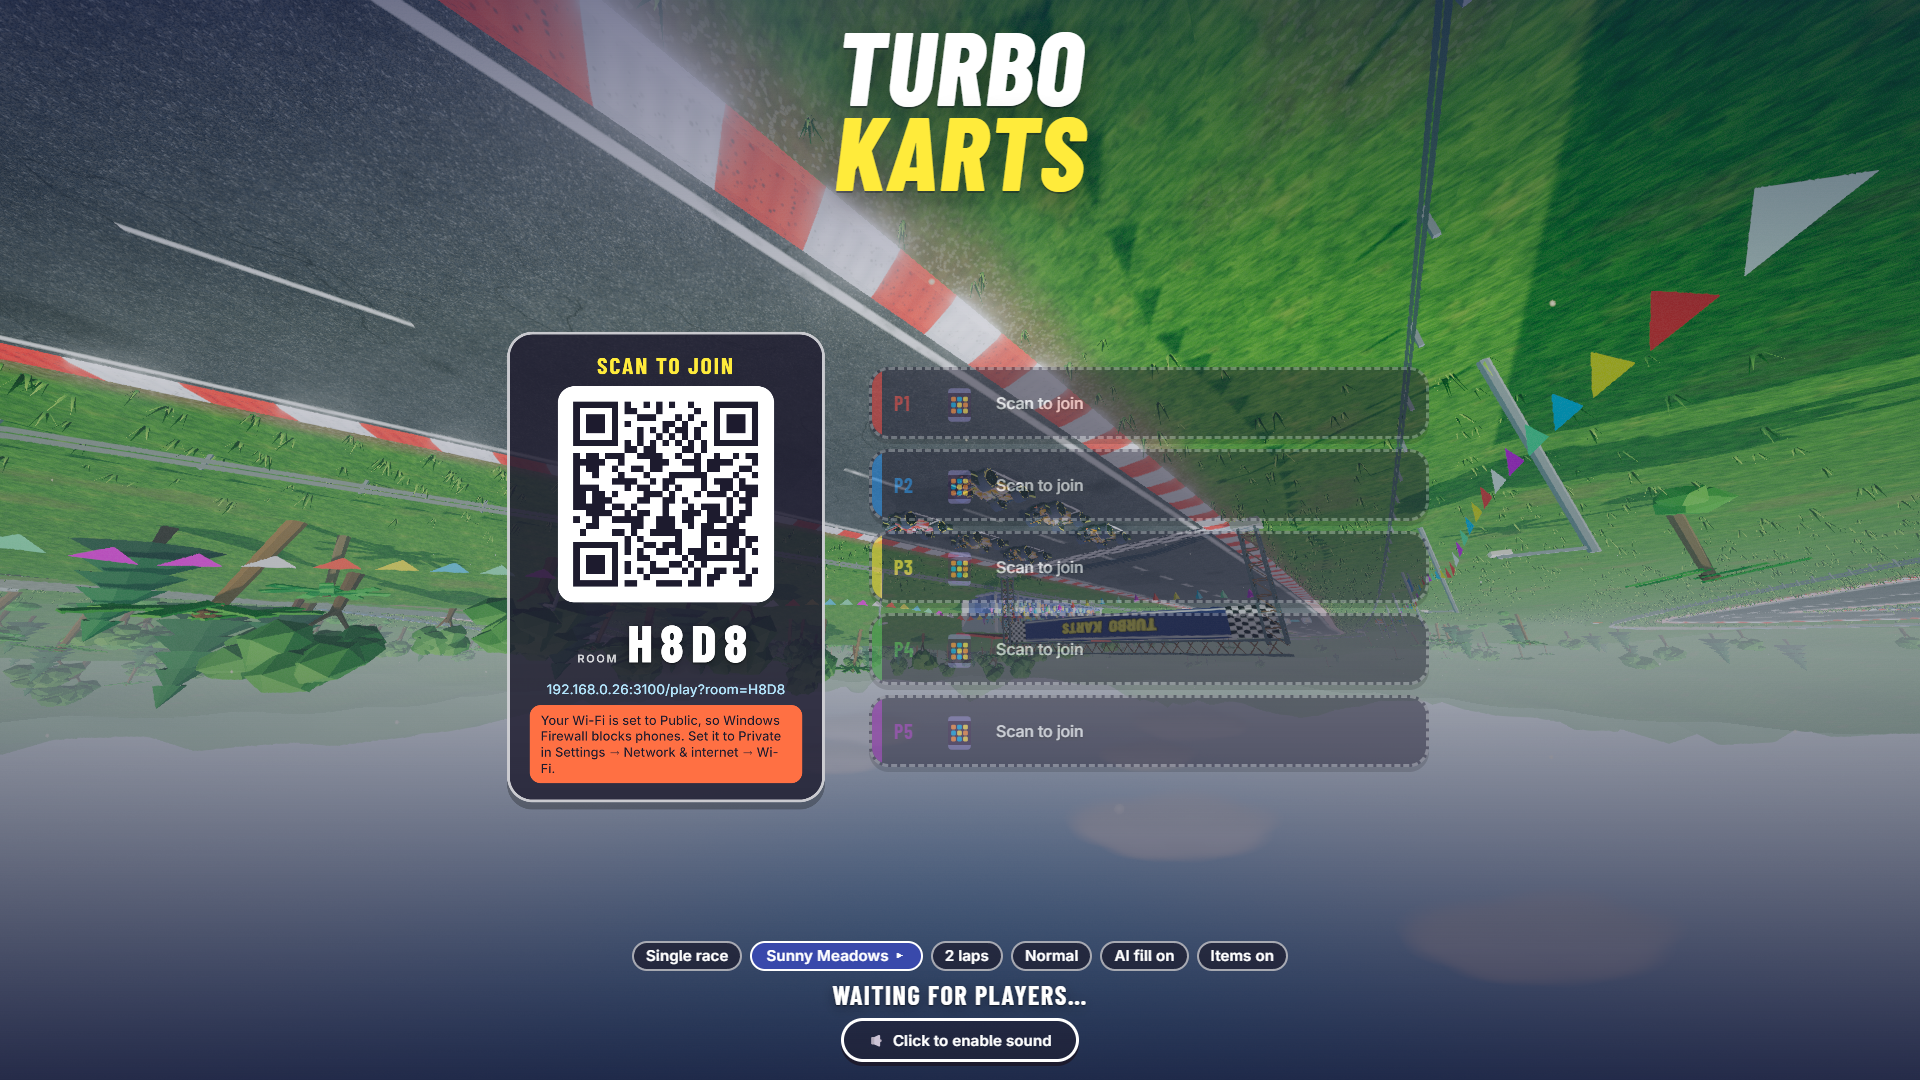 TURBO
KARTS
SCAN TO JOIN
ROOM H8D8
192.168.0.26:3100/play?room=H8D8
Your Wi-Fi is set to Public, so Windows
Firewall blocks phones. Set it to Private
in Settings → Network & internet → Wi-
Fi.
P1 Scan to join
P2 Scan to join
P3 Scan to join
TURBO KARTS
P4 Scan to join
P5 Scan to join
Single race
Sunny Meadows ▸
2 laps
Normal
AI fill on
Items on
WAITING FOR PLAYERS...
Click to enable sound